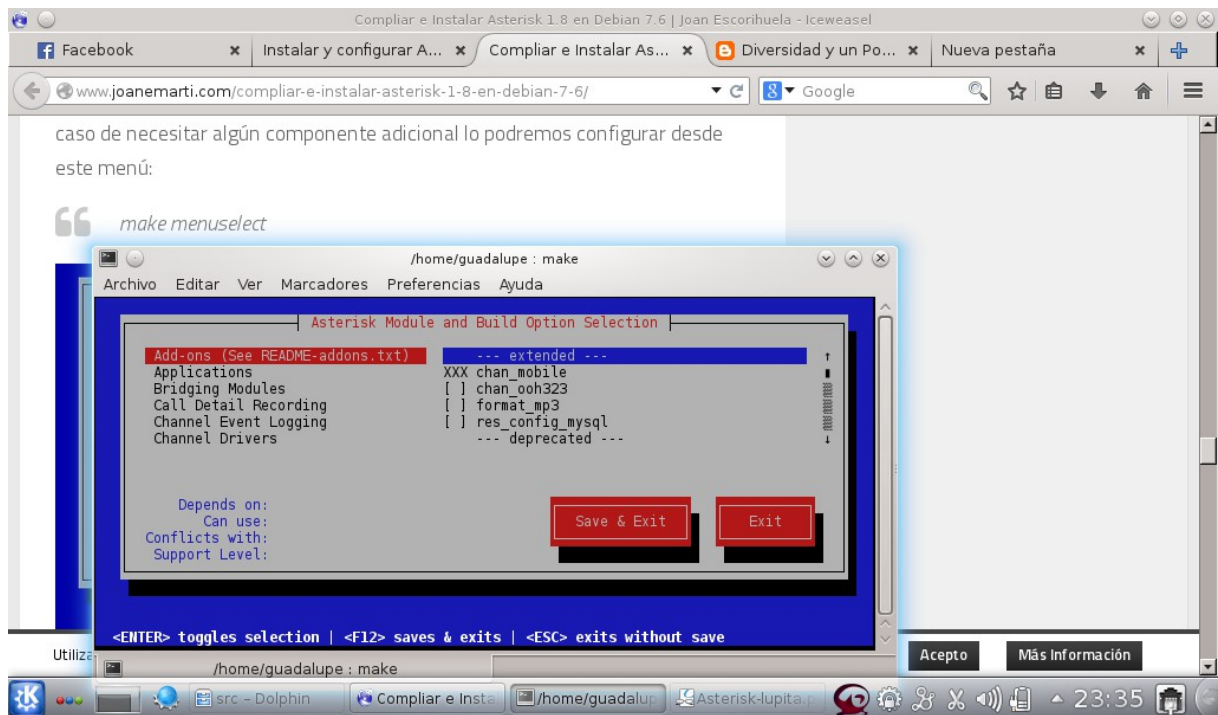 Compliar e Instalar Asterisk 1.8 en Debian 7.6 | Joan Escorihuela - Iceweasel
Facebook
Instalar y configurar A...
Compliar e Instalar As...
Diversidad y un Po...
Nueva pestaña
www.joanemarti.com/compliar-e-instalar-asterisk-1-8-en-debian-7-6/
Google
caso de necesitar algún componente adicional lo podremos configurar desde
este menú:
make menuselect
/home/guadalupe : make
Archivo Editar Ver Marcadores Preferencias Ayuda
Asterisk Module and Build Option Selection
Add-ons (See README-addons.txt)
Applications
Bridging Modules
Call Detail Recording
Channel Event Logging
Channel Drivers
--- extended ---
XXX chan_mobile
[ ] chan_ooh323
[ ] format_mp3
[ ] res_config_mysql
--- deprecated ---
Depends on:
Can use:
Conflicts with:
Support Level:
Save & Exit
Exit
<ENTER> toggles selection | <F12> saves & exits | <ESC> exits without save
Utiliza
Acepto
Más Información
/home/guadalupe : make
src – Dolphin
Compliar e Insta
/home/guadalup
Asterisk-lupita.p
23:35